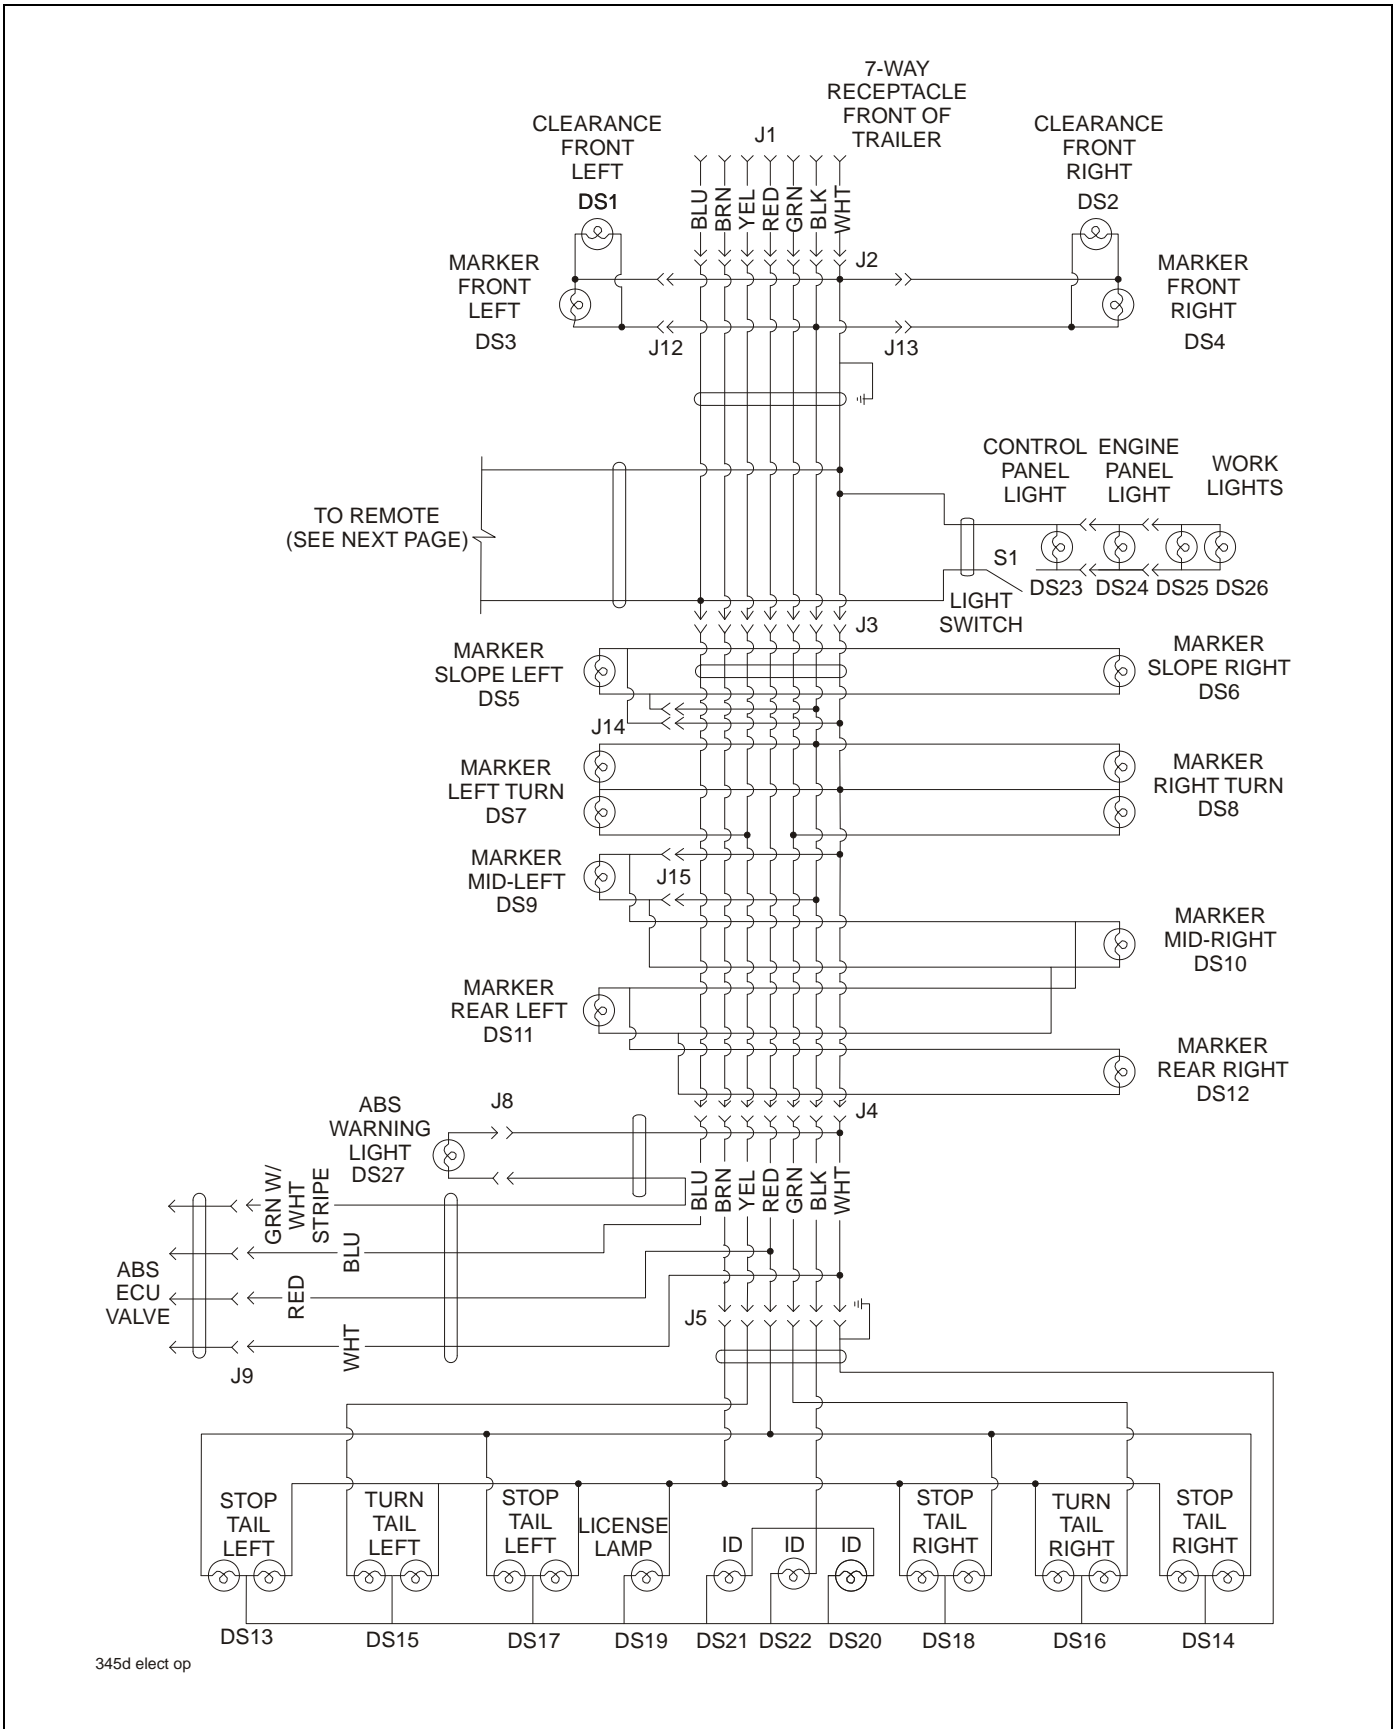 7-WAY
RECEPTACLE
FRONT OF
TRAILER
J1
CLEARANCE
FRONT
LEFT
DS1
CLEARANCE
FRONT
RIGHT
DS2
BLU
BRN
YEL
RED
GRN
BLK
WHT
J2
MARKER
FRONT
LEFT
DS3
MARKER
FRONT
RIGHT
DS4
J12
J13
CONTROL
PANEL
LIGHT
ENGINE
PANEL
LIGHT
WORK
LIGHTS
TO REMOTE
(SEE NEXT PAGE)
S1
LIGHT
SWITCH
DS23
DS24
DS25
DS26
J3
MARKER
SLOPE LEFT
DS5
MARKER
SLOPE RIGHT
DS6
J14
MARKER
LEFT TURN
DS7
MARKER
RIGHT TURN
DS8
MARKER
MID-LEFT
DS9
J15
MARKER
MID-RIGHT
DS10
MARKER
REAR LEFT
DS11
MARKER
REAR RIGHT
DS12
J4
ABS
WARNING
LIGHT
DS27
J8
BLU
BRN
YEL
RED
GRN
BLK
WHT
GRN W/
WHT
STRIPE
BLU
RED
WHT
ABS
ECU
VALVE
J9
J5
STOP
TAIL
LEFT
TURN
TAIL
LEFT
STOP
TAIL
LEFT
LICENSE
LAMP
ID
ID
ID
STOP
TAIL
RIGHT
TURN
TAIL
RIGHT
STOP
TAIL
RIGHT
DS13
DS15
DS17
DS19
DS21
DS22
DS20
DS18
DS16
DS14
345d elect op